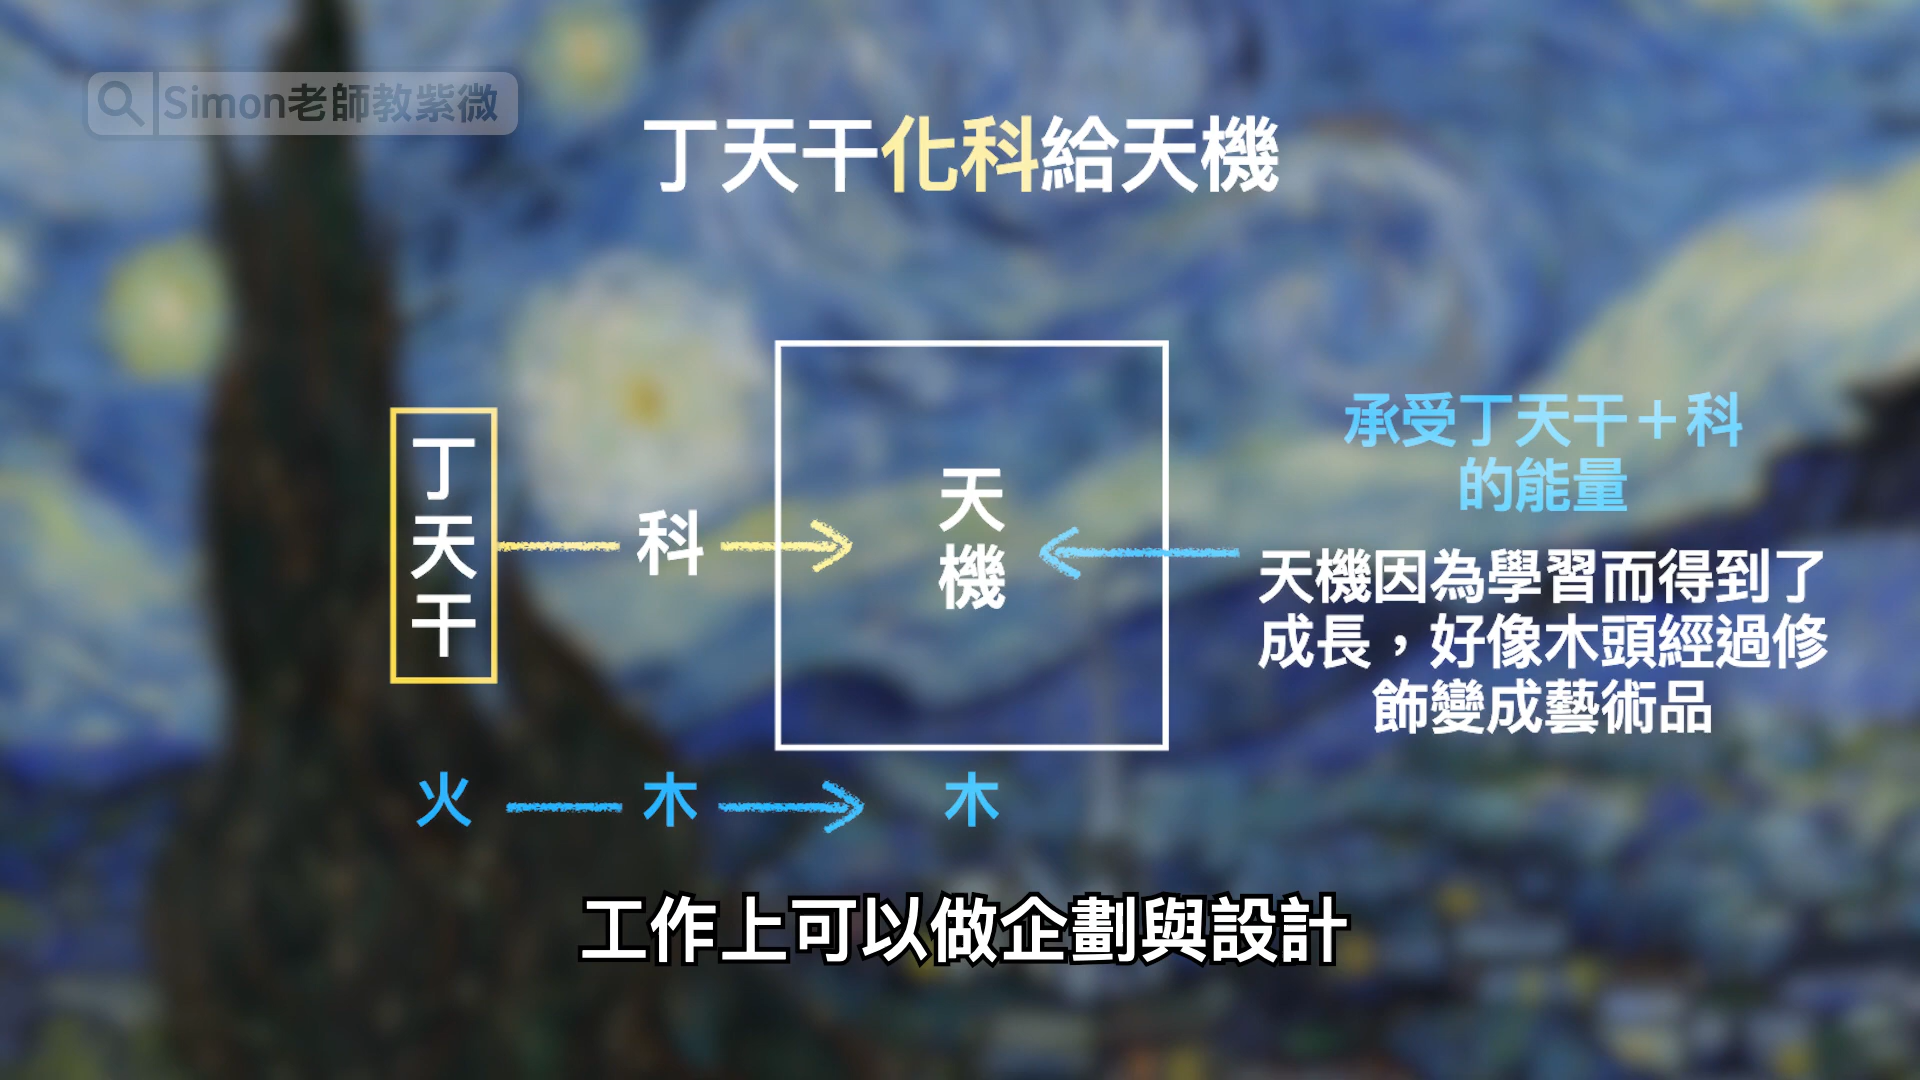 Simon老師教紫微
丁天干化科給天機
丁天干
科
天機
承受丁天干＋科
的能量
天機因為學習而得到了
成長，好像木頭經過修
飾變成藝術品
火
木
木
工作上可以做企劃與設計